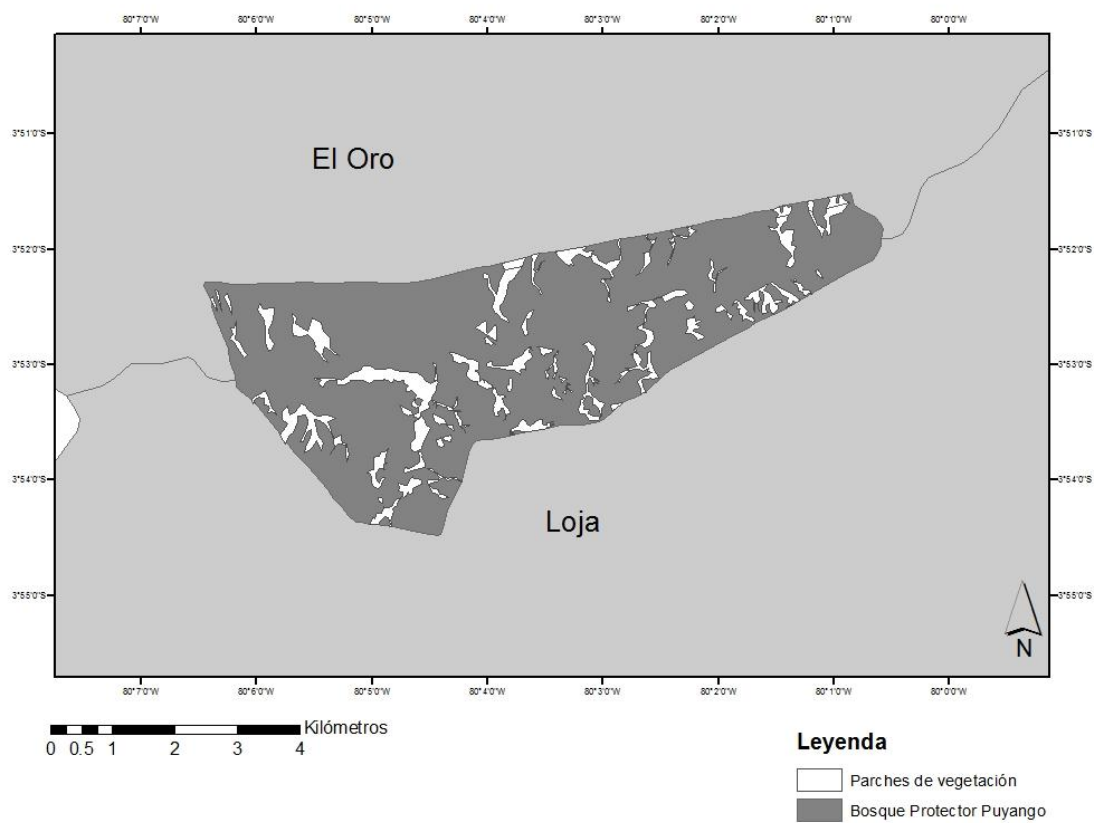 80°7'0"W 80°6'0"W 80°5'0"W 80°4'0"W 80°3'0"W 80°2'0"W 80°1'0"W 80°0'0"W
3°51'0"S 3°51'0"S
El Oro
3°52'0"S 3°52'0"S
3°53'0"S 3°53'0"S
3°54'0"S 3°54'0"S
Loja
3°55'0"S 3°55'0"S
N
80°7'0"W 80°6'0"W 80°5'0"W 80°4'0"W 80°3'0"W 80°2'0"W 80°1'0"W 80°0'0"W
Kilómetros
0 0.5 1 2 3 4
Leyenda
Parches de vegetación
Bosque Protector Puyango